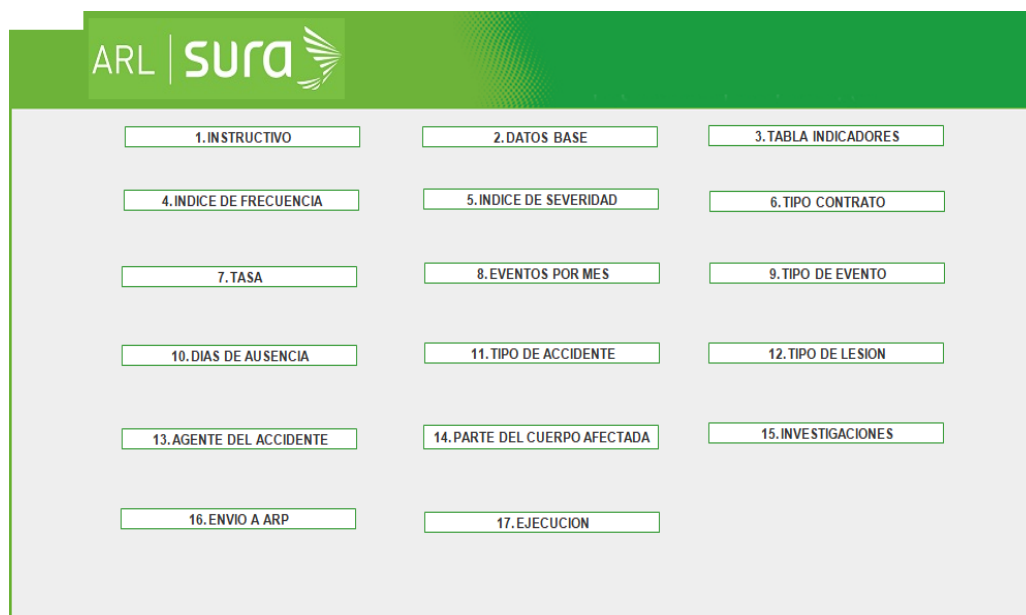 ARL | sura
1.INSTRUCTIVO
2.DATOS BASE
3.TABLA INDICADORES
4.INDICE DE FRECUENCIA
5.INDICE DE SEVERIDAD
6.TIPO CONTRATO
7.TASA
8.EVENTOS POR MES
9.TIPO DE EVENTO
10.DIAS DE AUSENCIA
11.TIPO DE ACCIDENTE
12.TIPO DE LESION
13.AGENTE DEL ACCIDENTE
14.PARTE DEL CUERPO AFECTADA
15.INVESTIGACIONES
16.ENVIO A ARP
17.EJECUCION